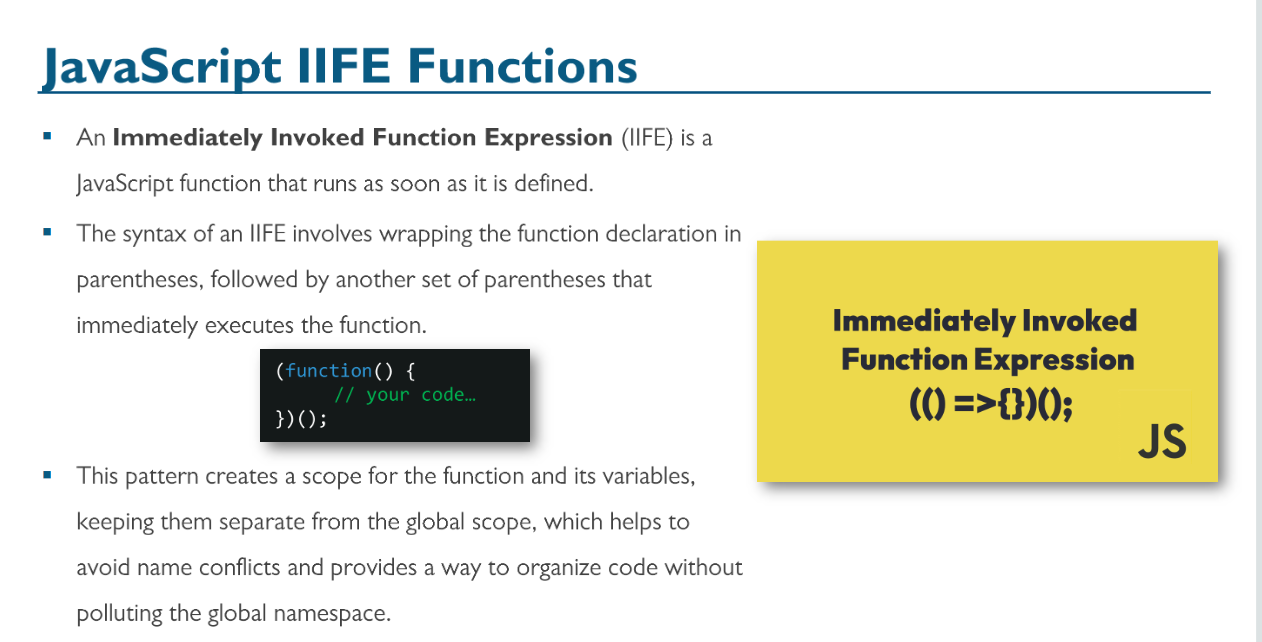 JavaScript IIFE Functions
▪ An Immediately Invoked Function Expression (IIFE) is a
JavaScript function that runs as soon as it is defined.
▪ The syntax of an IIFE involves wrapping the function declaration in
parentheses, followed by another set of parentheses that
immediately executes the function.
(function() {
// your code…
})();
▪ This pattern creates a scope for the function and its variables,
keeping them separate from the global scope, which helps to
avoid name conflicts and provides a way to organize code without
polluting the global namespace.
Immediately Invoked
Function Expression
(() =>{})();
JS